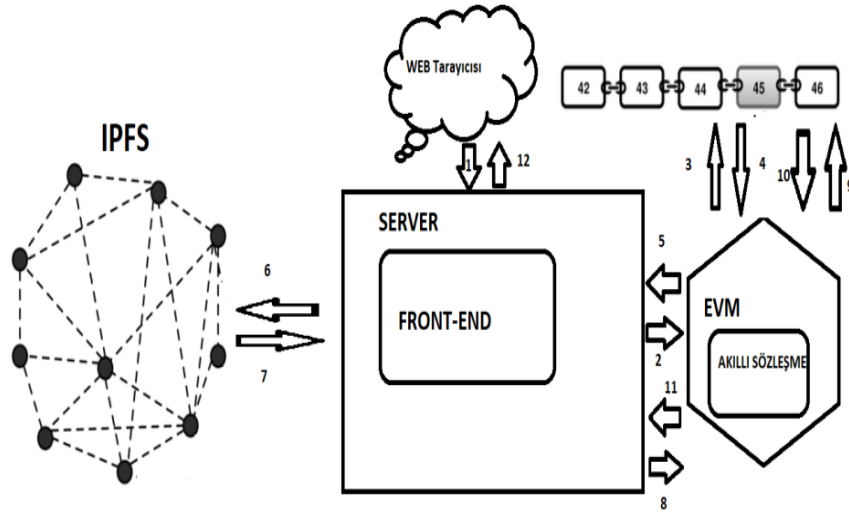 WEB Tarayıcısı
42
43
44
45
46
IPFS
1
12
3
4
10
9
SERVER
FRONT-END
5
EVM
AKILLI SÖZLEŞME
6
7
2
11
8